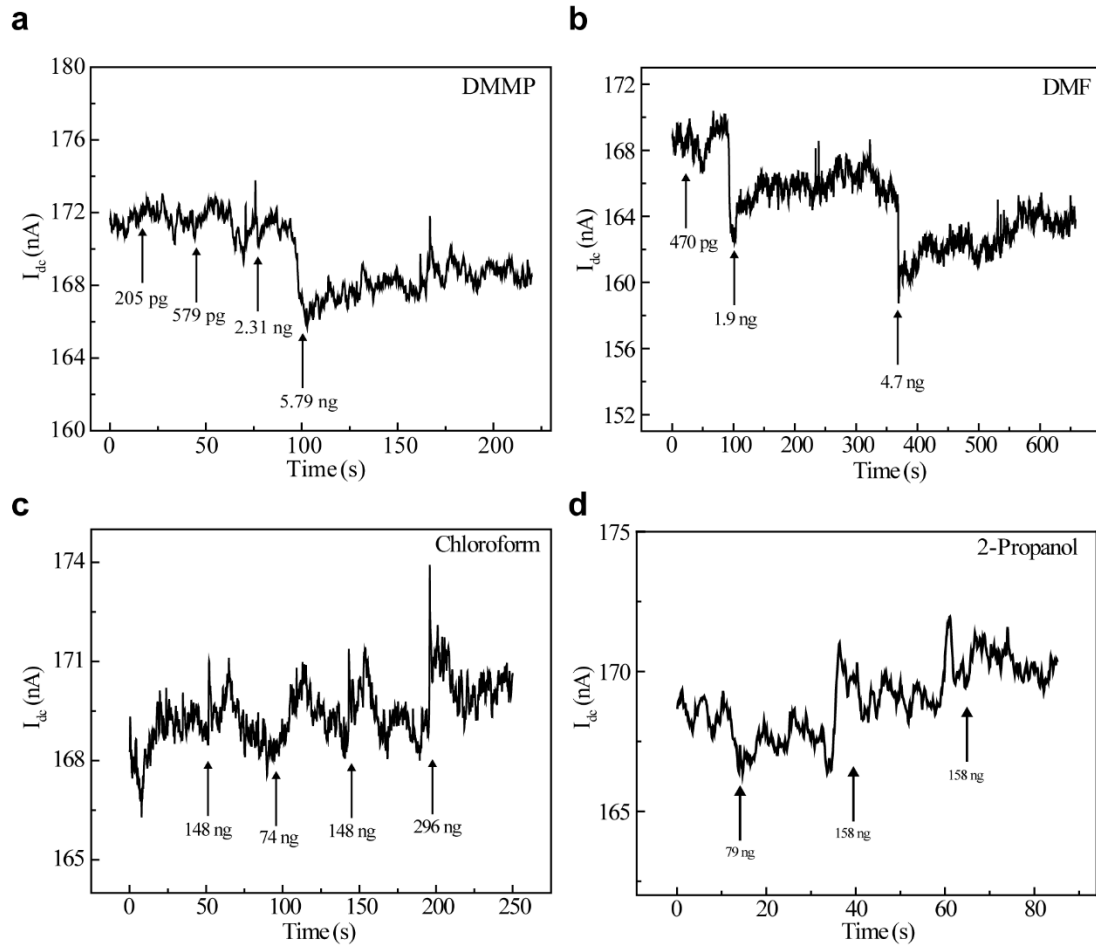 a
180
176
172
168
164
160
I_dc (nA)
DMMP
205 pg
579 pg
2.31 ng
5.79 ng
0 50 100 150 200
Time (s)
b
172
168
164
160
156
152
I_dc (nA)
DMF
470 pg
1.9 ng
4.7 ng
0 100 200 300 400 500 600
Time (s)
c
174
171
168
165
I_dc (nA)
Chloroform
148 ng
74 ng
148 ng
296 ng
0 50 100 150 200 250
Time (s)
d
175
170
165
I_dc (nA)
2-Propanol
79 ng
158 ng
158 ng
0 20 40 60 80
Time (s)